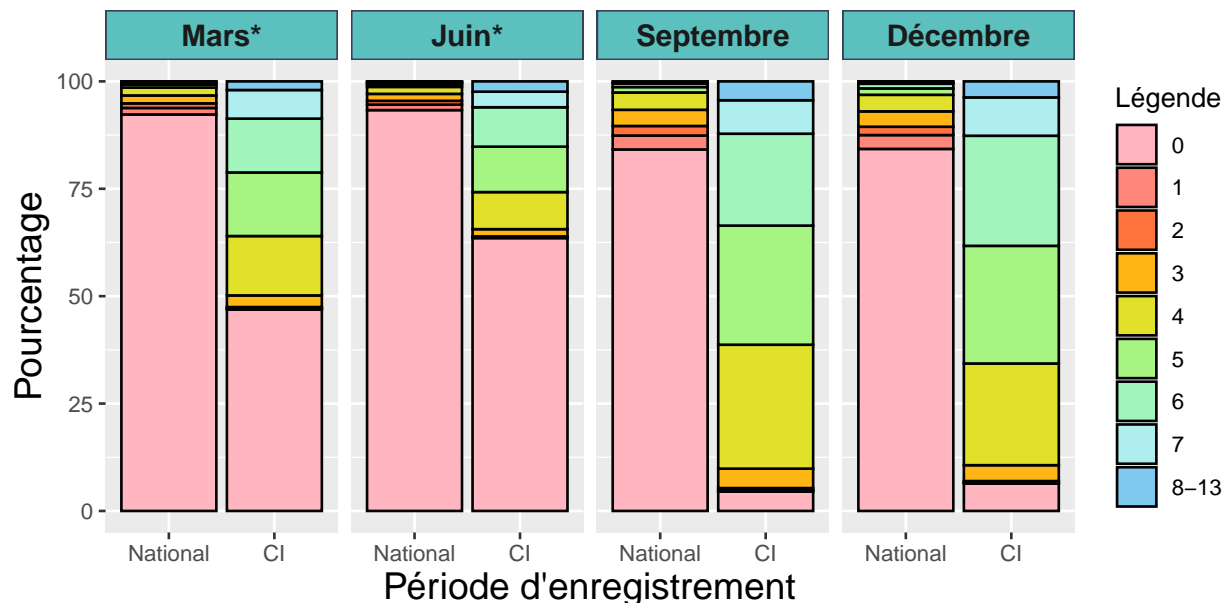 Mars* Juin* Septembre Décembre
100
75
50
25
0
Pourcentage
National CI National CI National CI National CI
Période d'enregistrement
Légende
0
1
2
3
4
5
6
7
8−13